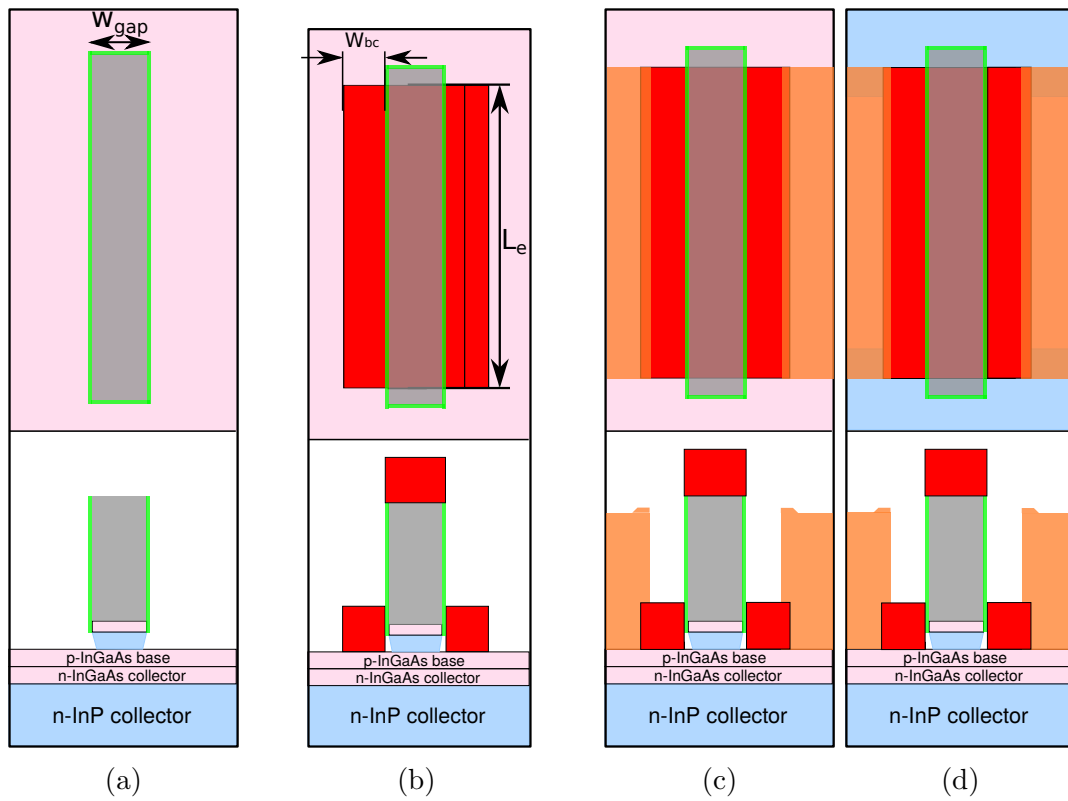 W_gap
W_bc
L_e
p-InGaAs base
n-InGaAs collector
n-InP collector
p-InGaAs base
n-InGaAs collector
n-InP collector
p-InGaAs base
n-InGaAs collector
n-InP collector
p-InGaAs base
n-InGaAs collector
n-InP collector
(a)
(b)
(c)
(d)